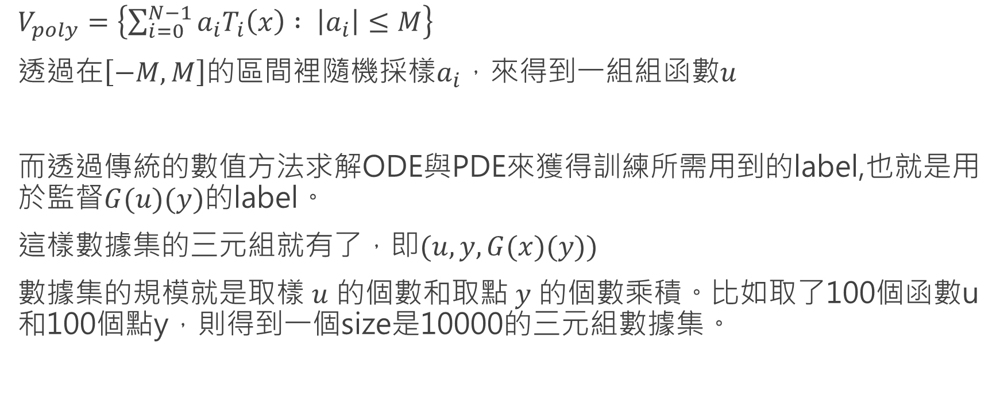 $V_{poly} = \{\sum_{i=0}^{N-1} a_i T_i(x) : |a_i| \leq M\}$
透過在$[-M, M]$的區間裡隨機採樣$a_i$，來得到一組組函數$u$
而透過傳統的數值方法求解ODE與PDE來獲得訓練所需用到的label,也就是用
於監督$G(u)(y)$的label。
這樣數據集的三元組就有了，即$(u, y, G(x)(y))$
數據集的規模就是取樣 $u$ 的個數和取點 $y$ 的個數乘積。比如取了100個函數u
和100個點y，則得到一個size是10000的三元組數據集。